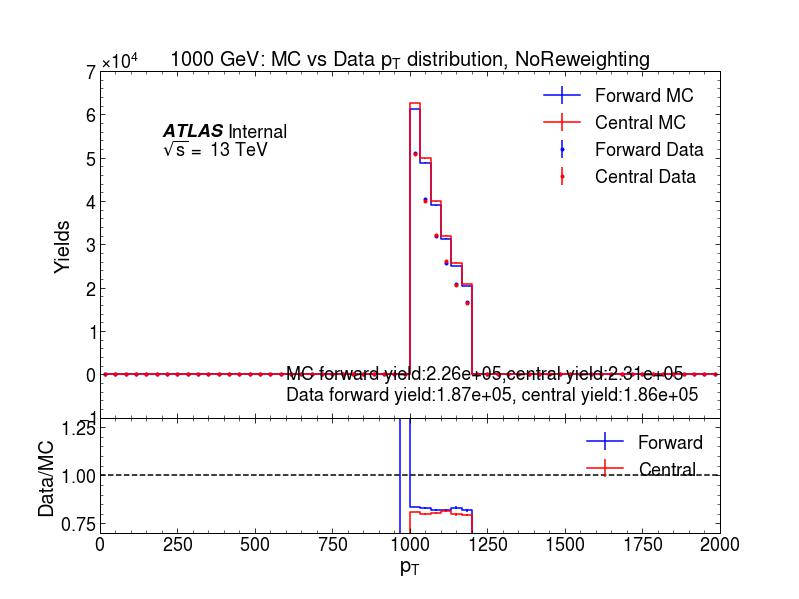 ×10⁴
1000 GeV: MC vs Data p_T distribution, NoReweighting
7
6
5
4
3
2
1
0
−1
Yields
ATLAS Internal
√s = 13 TeV
Forward MC
Central MC
Forward Data
Central Data
MC forward yield:2.26e+05,central yield:2.31e+05
Data forward yield:1.87e+05, central yield:1.86e+05
1.25
1.00
0.75
Data/MC
Forward
Central
0 250 500 750 1000 1250 1500 1750 2000
p_T